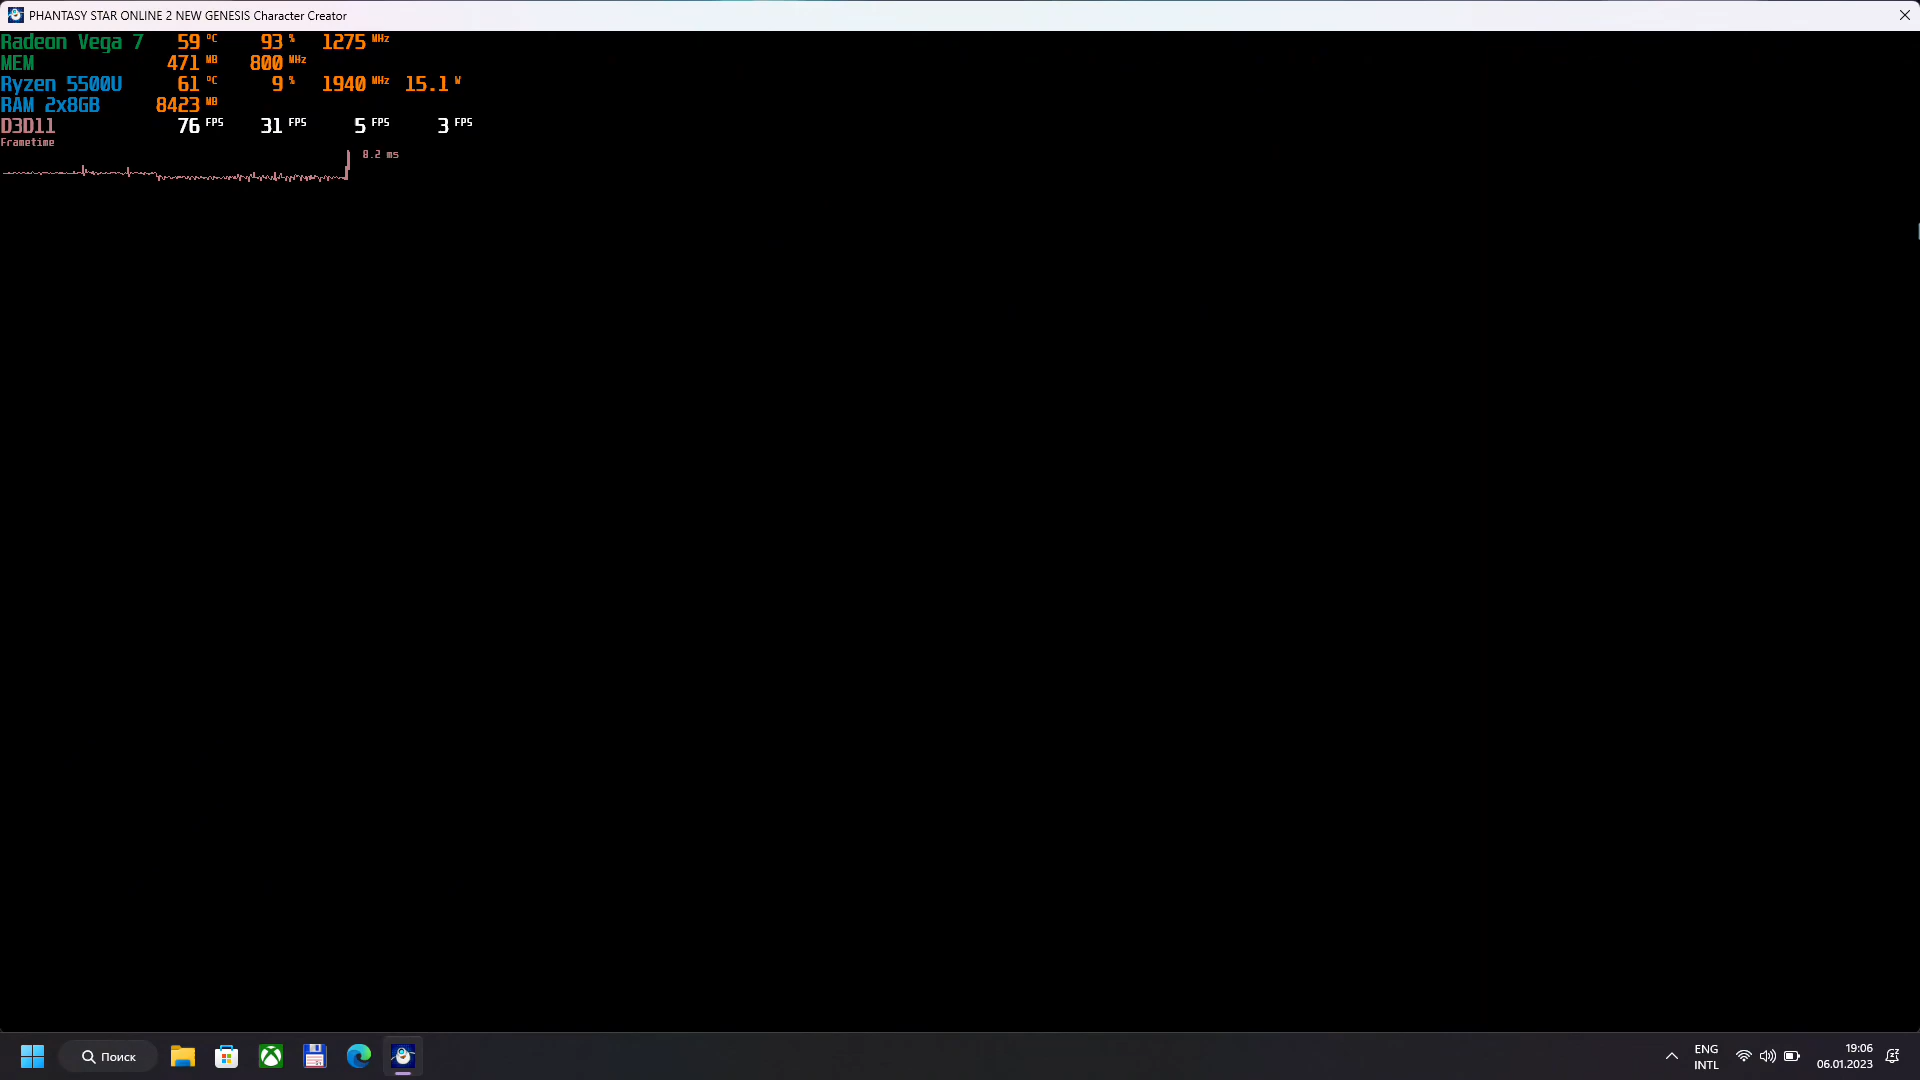 PHANTASY STAR ONLINE 2 NEW GENESIS Character Creator
Radeon Vega 7 59 °C 93 % 1275 MHz
MEM 471 MB 800 MHz
Ryzen 5500U 61 °C 9 % 1940 MHz 15.1 W
RAM 2x8GB 8423 MB
D3D11 76 FPS 31 FPS 5 FPS 3 FPS
Frametime
8.2 ms
Поиск
ENG
INTL
19:06
06.01.2023